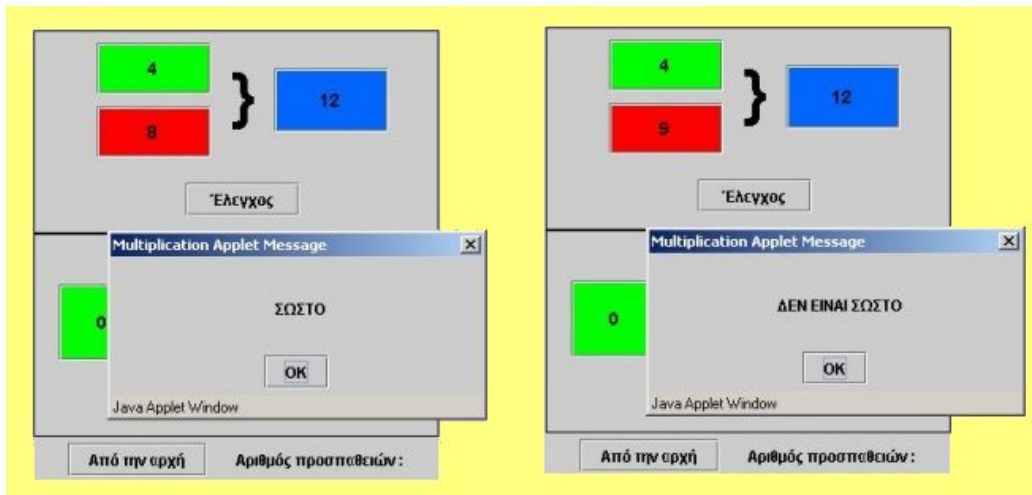 4
12
8
Έλεγχος
Multiplication Applet Message
0
ΣΩΣΤΟ
OK
Java Applet Window
Από την αρχή Αριθμός προσπαθειών :
4
12
9
Έλεγχος
Multiplication Applet Message
0
ΔΕΝ ΕΙΝΑΙ ΣΩΣΤΟ
OK
Java Applet Window
Από την αρχή Αριθμός προσπαθειών :